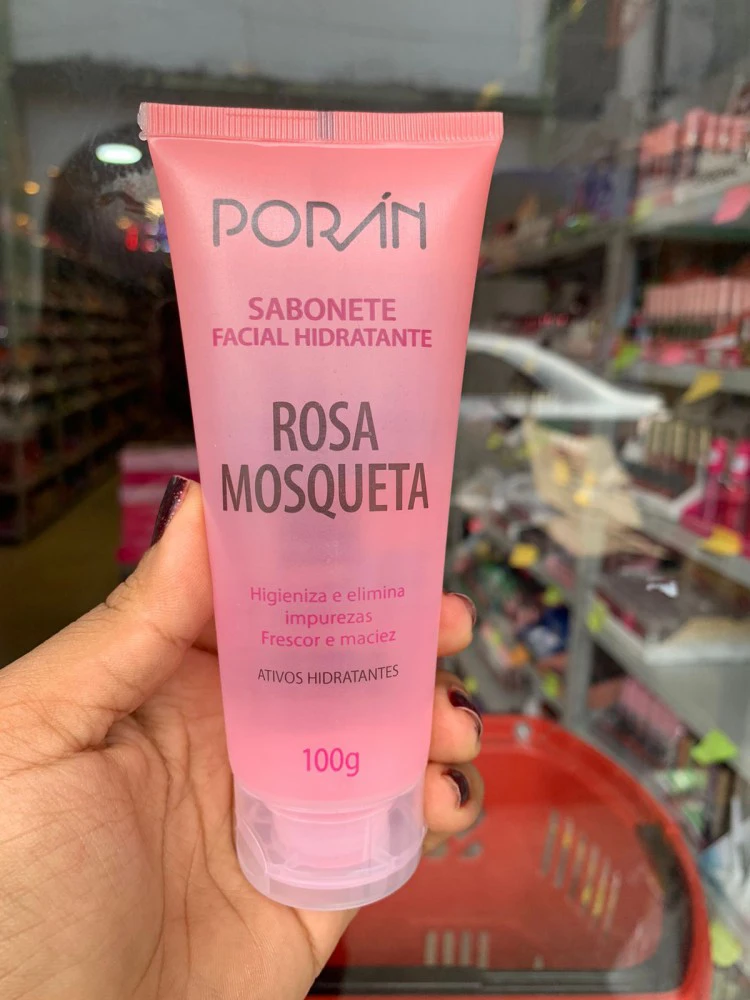 PORÁN
SABONETE
FACIAL HIDRATANTE
ROSA
MOSQUETA
Higieniza e elimina
impurezas
Frescor e maciez
ATIVOS HIDRATANTES
100g